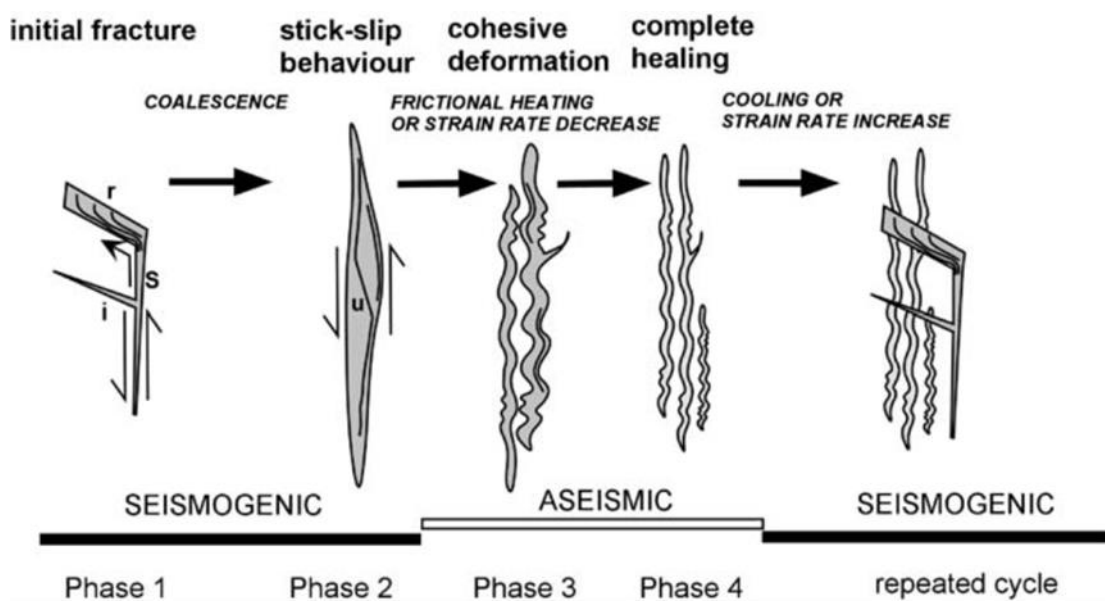 initial fracture
stick-slip
behaviour
cohesive
deformation
complete
healing
COALESCENCE
FRICTIONAL HEATING
OR STRAIN RATE DECREASE
COOLING OR
STRAIN RATE INCREASE
r
S
i
u
SEISMOGENIC
ASEISMIC
SEISMOGENIC
Phase 1
Phase 2
Phase 3
Phase 4
repeated cycle